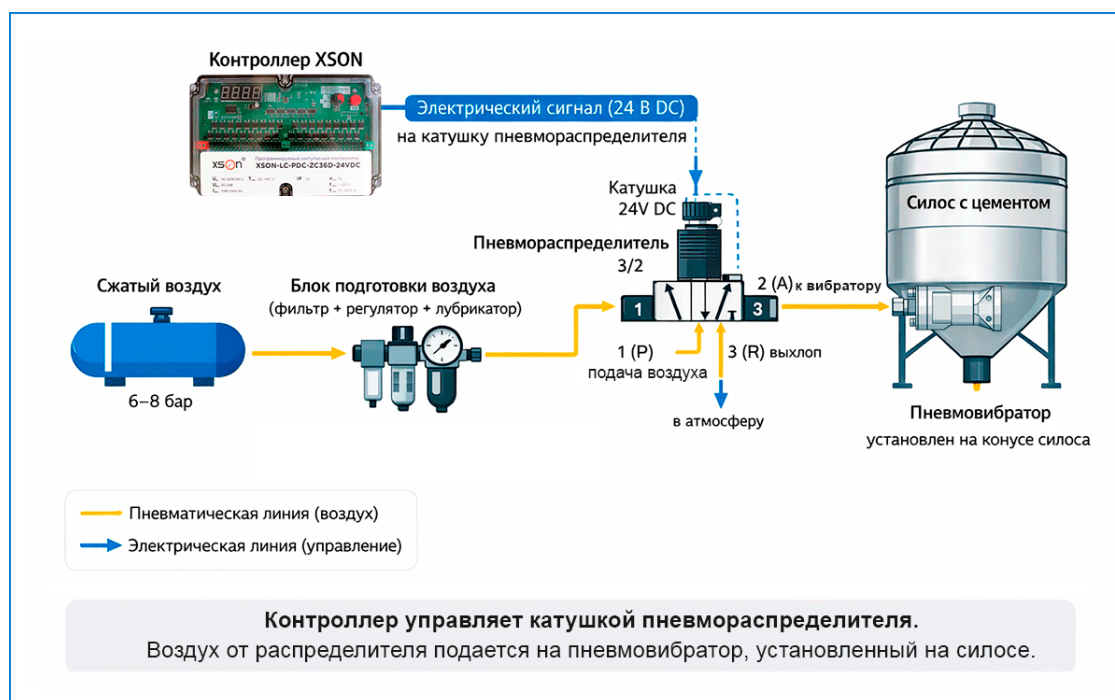 Контроллер XSON
Электрический сигнал (24 В DC)
на катушку пневмораспределителя
XSON®
Программируемый импульсный контроллер
XSON-LC-PDC-ZC36D-24VDC
Катушка
24V DC
Силос с цементом
Пневмораспределитель
3/2
Сжатый воздух
Блок подготовки воздуха
(фильтр + регулятор + лубрикатор)
2 (A) к вибратору
1
3
1 (P)
подача воздуха
3 (R) выхлоп
6–8 бар
в атмосферу
Пневмовибратор
установлен на конусе силоса
Пневматическая линия (воздух)
Электрическая линия (управление)
Контроллер управляет катушкой пневмораспределителя.
Воздух от распределителя подается на пневмовибратор, установленный на силосе.